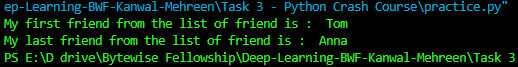 ep-Learning-BWF-Kanwal-Mehreen\Task 3 - Python Crash Course\practice.py"
My first friend from the list of friend is :  Tom
My last friend from the list of friend is :  Anna
PS E:\D drive\Bytewise Fellowship\Deep-Learning-BWF-Kanwal-Mehreen\Task 3